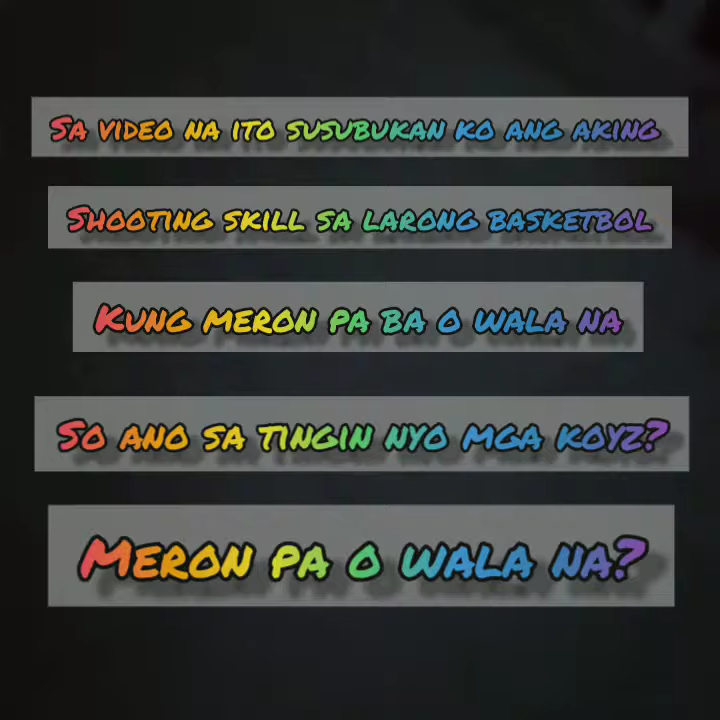 Sa video na ito susubukan ko ang aking
Shooting skill sa larong basketbol
Kung meron pa ba o wala na
So ano sa tingin nyo mga koyz?
Meron pa o wala na?